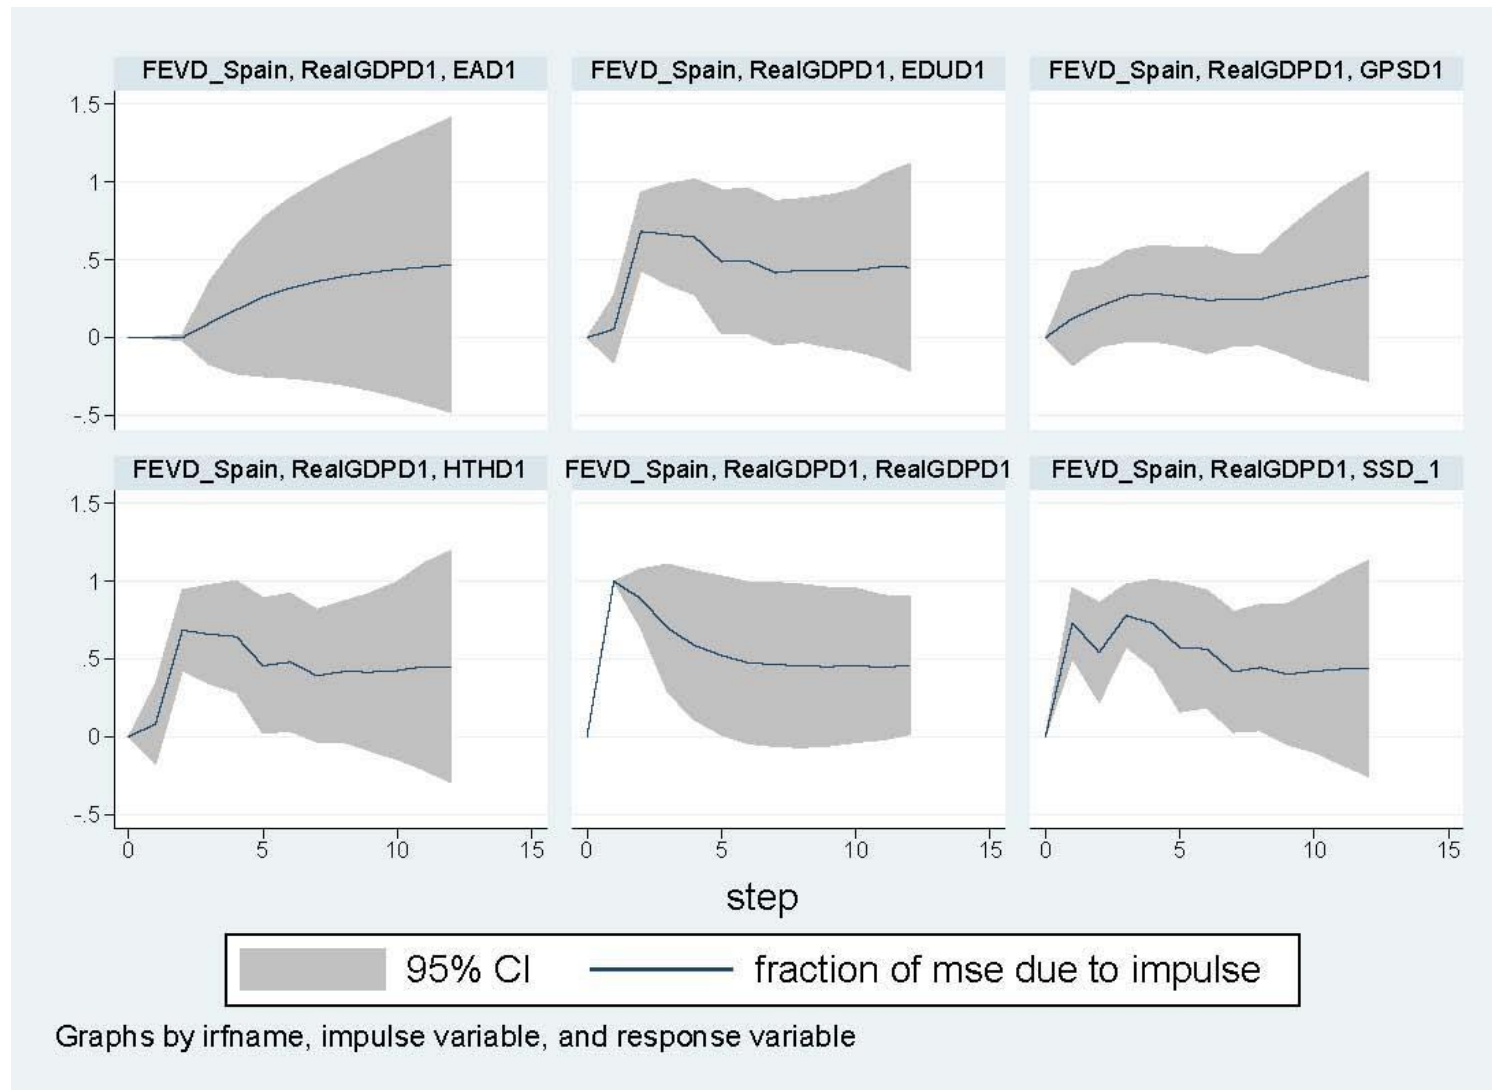 FEVD_Spain, RealGDPD1, EAD1
FEVD_Spain, RealGDPD1, EDUD1
FEVD_Spain, RealGDPD1, GPSD1
1.5
1
.5
0
-.5
FEVD_Spain, RealGDPD1, HTHD1
FEVD_Spain, RealGDPD1, RealGDPD1
FEVD_Spain, RealGDPD1, SSD_1
1.5
1
.5
0
-.5
0 5 10 15
0 5 10 15
0 5 10 15
step
95% CI
fraction of mse due to impulse
Graphs by irfname, impulse variable, and response variable